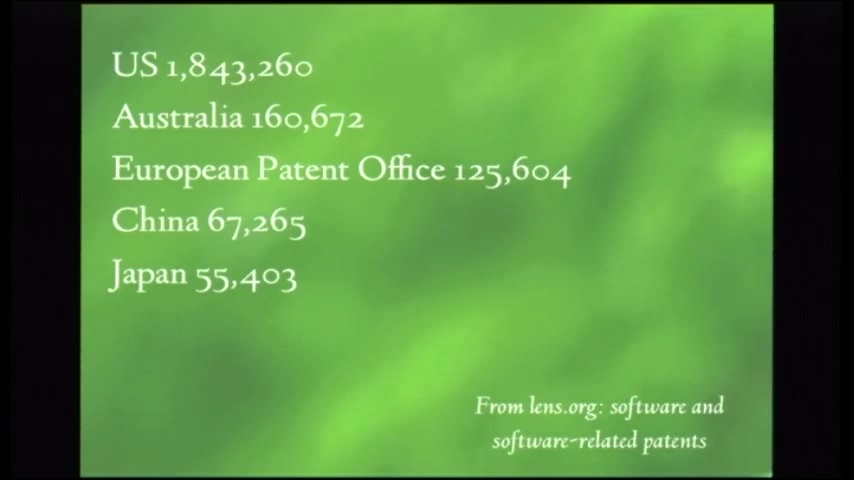 US 1,843,260
Australia 160,672
European Patent Office 125,604
China 67,265
Japan 55,403
From lens.org: software and
software-related patents